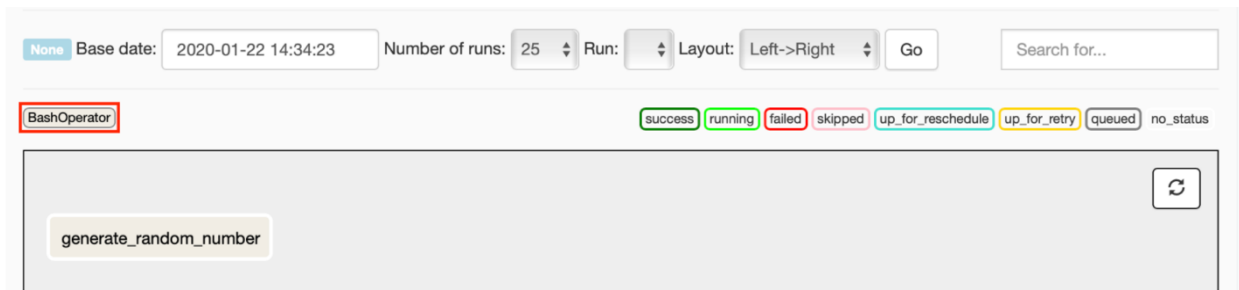 None Base date: 2020-01-22 14:34:23 Number of runs: 25 Run: Layout: Left->Right Go Search for...
BashOperator success running failed skipped up_for_reschedule up_for_retry queued no_status
generate_random_number